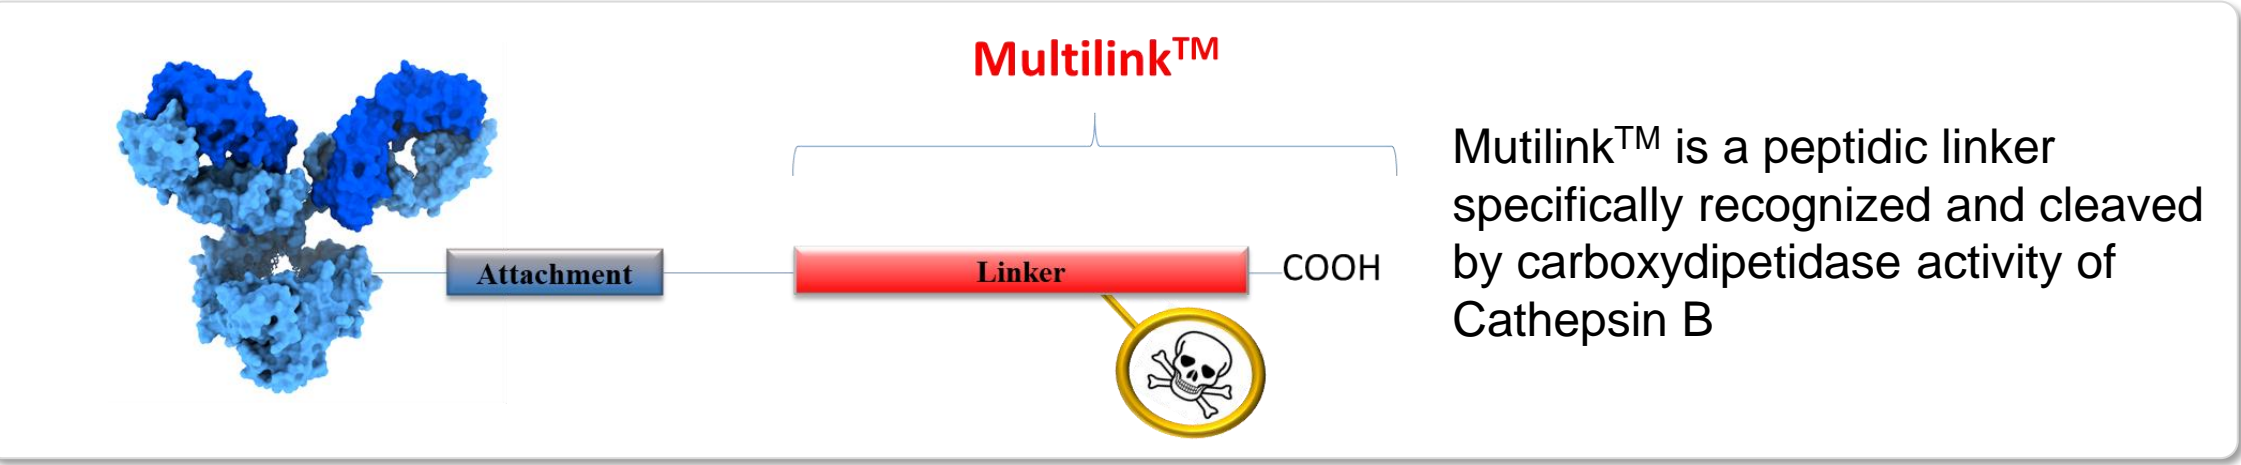 Multilink™
Attachment
Linker
COOH
Mutilink™ is a peptidic linker
specifically recognized and cleaved
by carboxydipetidase activity of
Cathepsin B